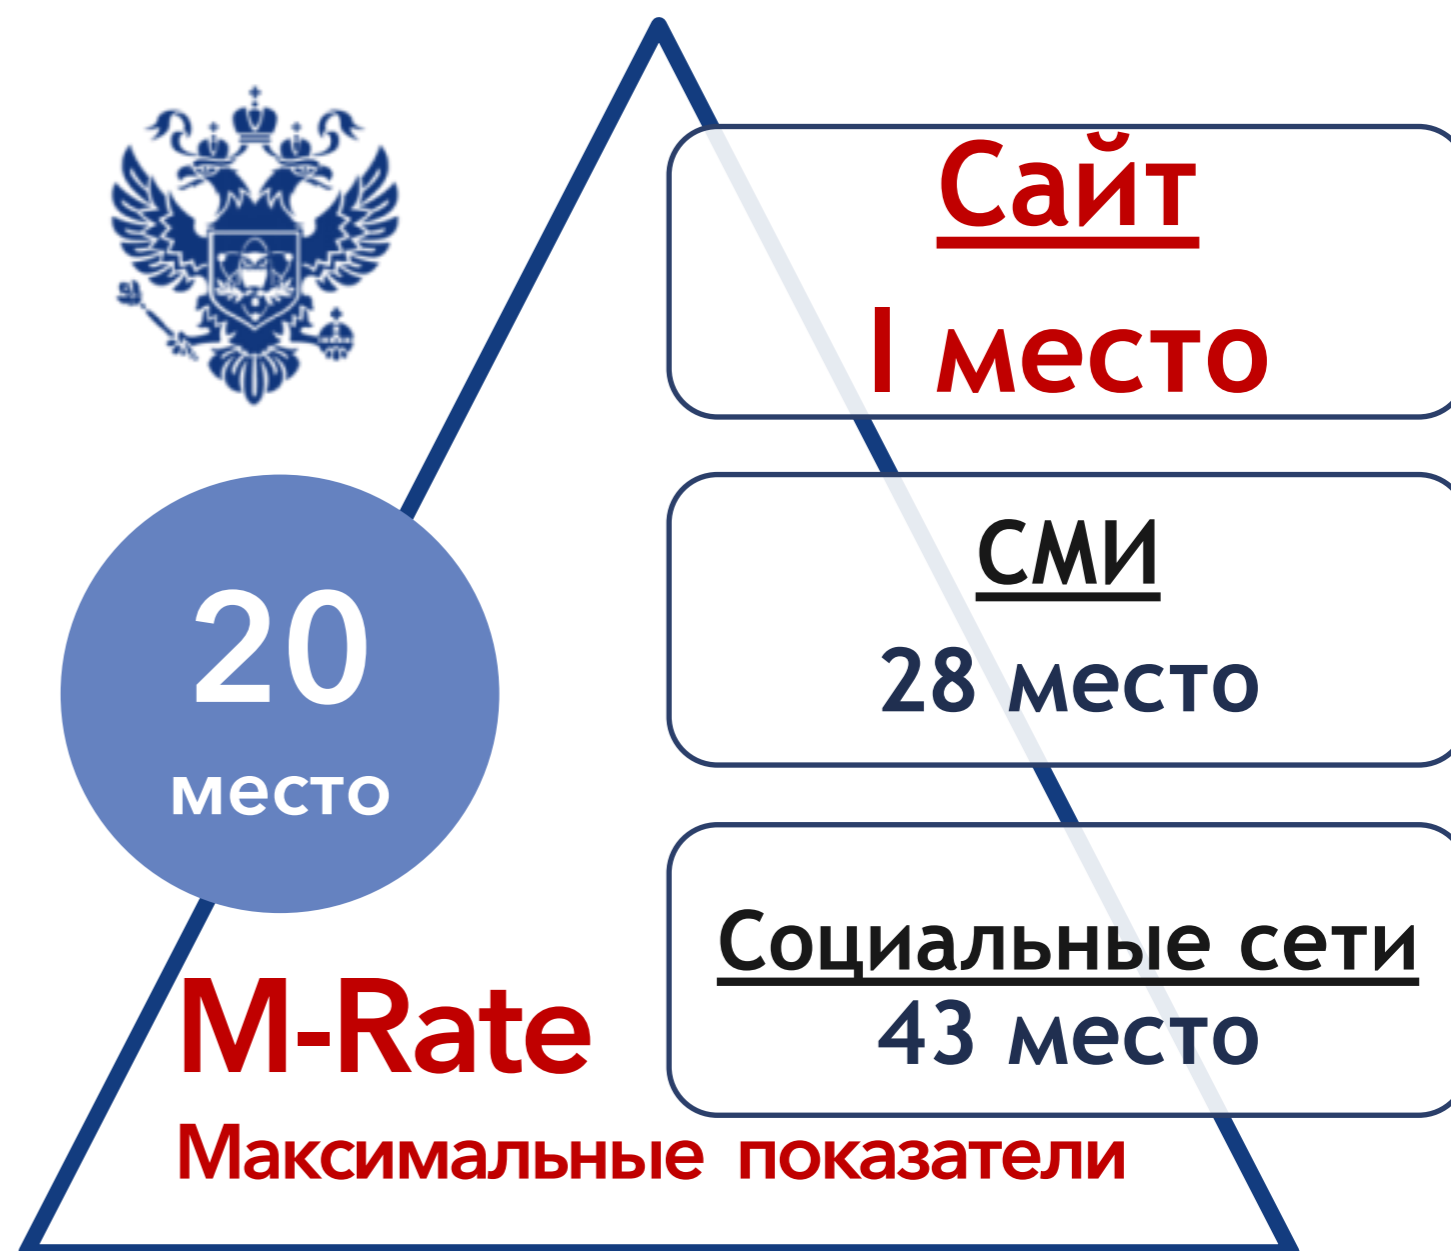 Сайт
I место
СМИ
28 место
Социальные сети
43 место
20
место
M-Rate
Максимальные показатели